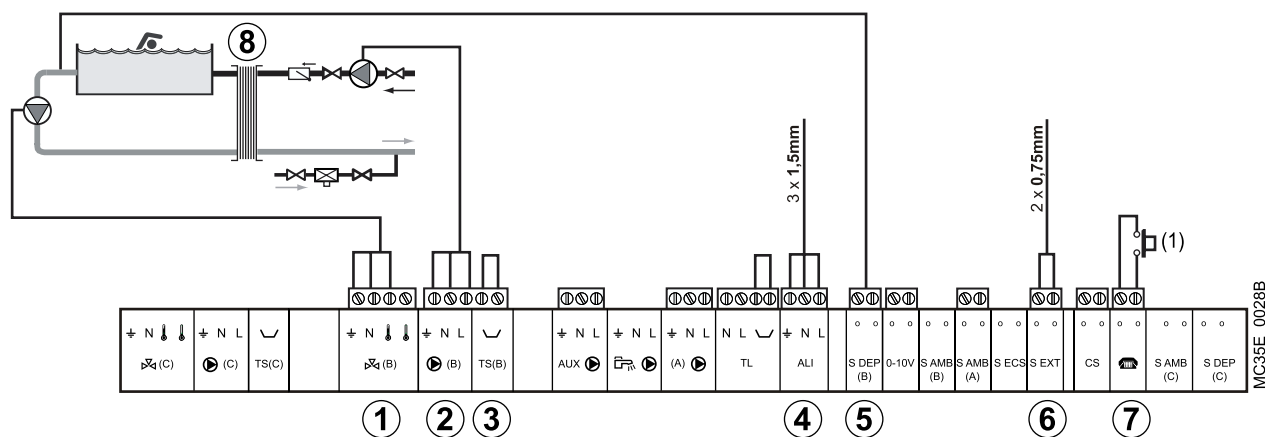 8
3 x 1,5mm
2 x 0,75mm
(1)
N
(C)
N L
(C)
TS(C)
N
(B)
N L
(B)
TS(B)
N L
AUX
N L
N L
(A)
N L
TL
N L
ALI
S DEP
(B)
0-10V
S AMB
(B)
S AMB
(A)
S ECS
S EXT
CS
S AMB
(C)
S DEP
(C)
1
2
3
4
5
6
7
MC35E 0028B